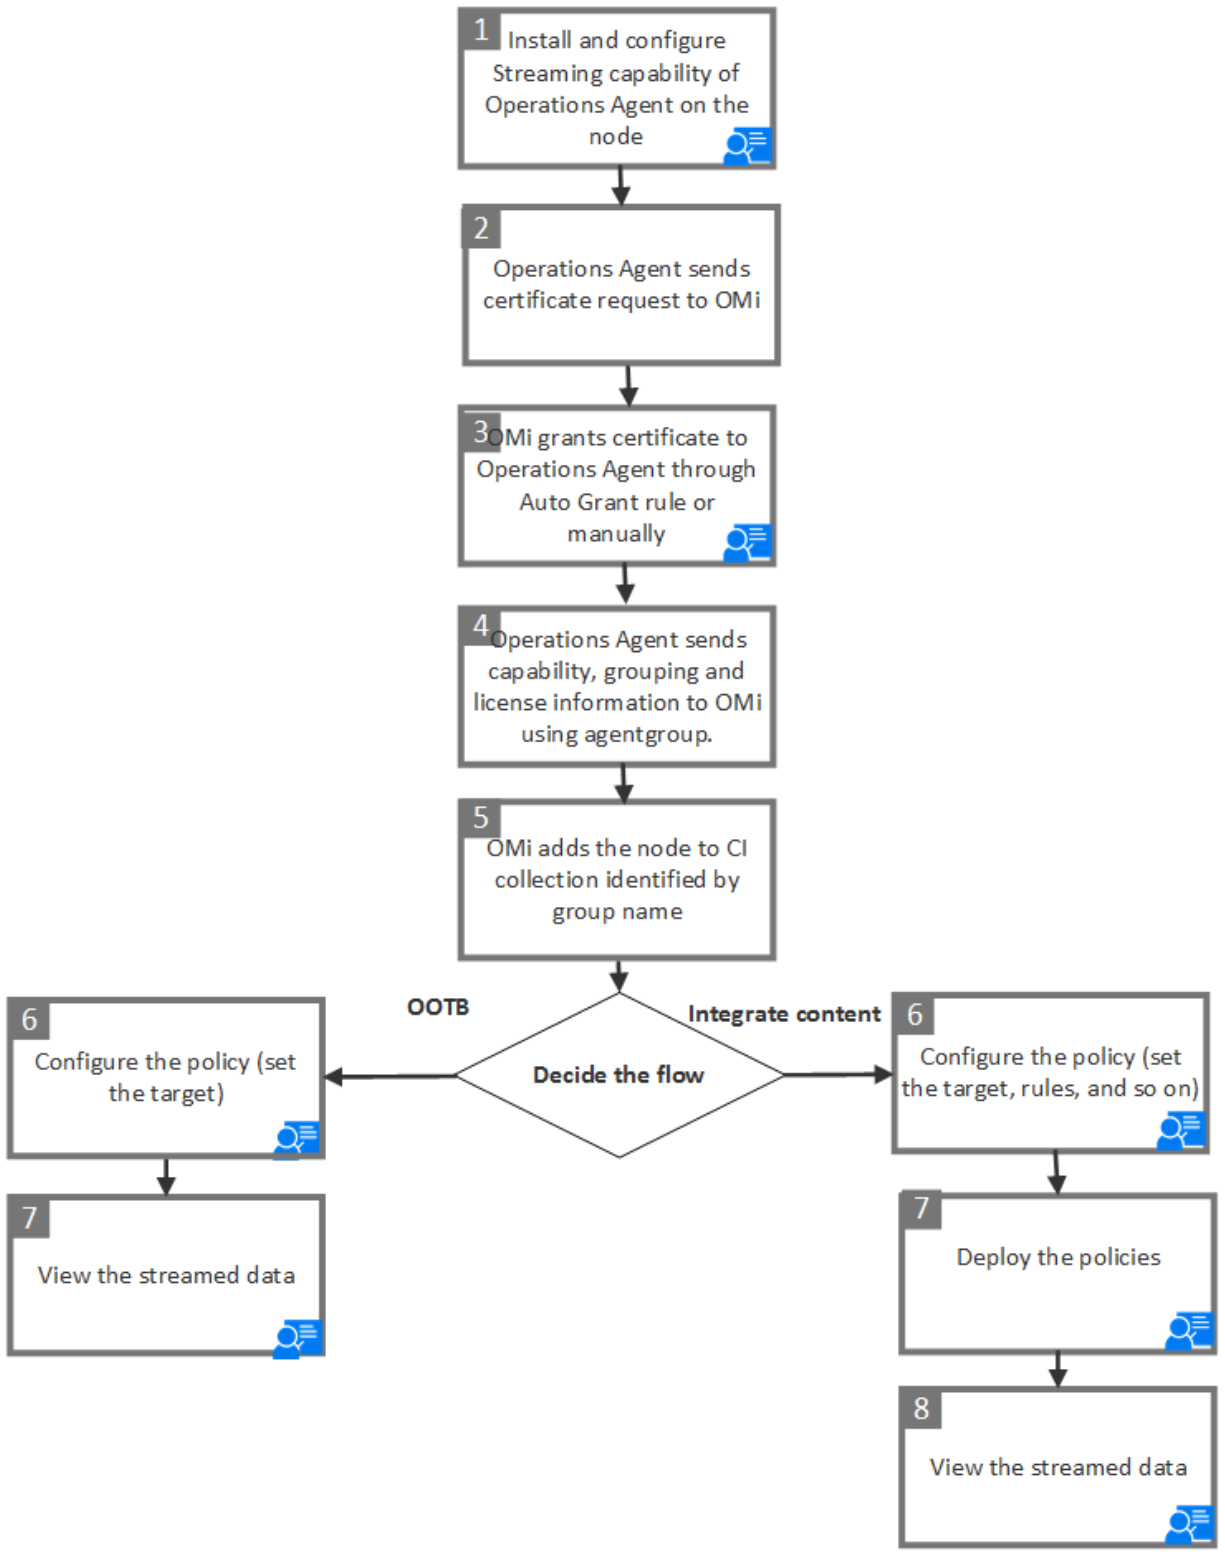 1
Install and configure
Streaming capability of
Operations Agent on the
node
2
Operations Agent sends
certificate request to OMi
3
OMi grants certificate to
Operations Agent through
Auto Grant rule or
manually
4
Operations Agent sends
capability, grouping and
license information to OMi
using agentgroup.
5
OMi adds the node to CI
collection identified by
group name
Decide the flow
OOTB
6
Configure the policy (set
the target)
7
View the streamed data
Integrate content
6
Configure the policy (set
the target, rules, and so on)
7
Deploy the policies
8
View the streamed data